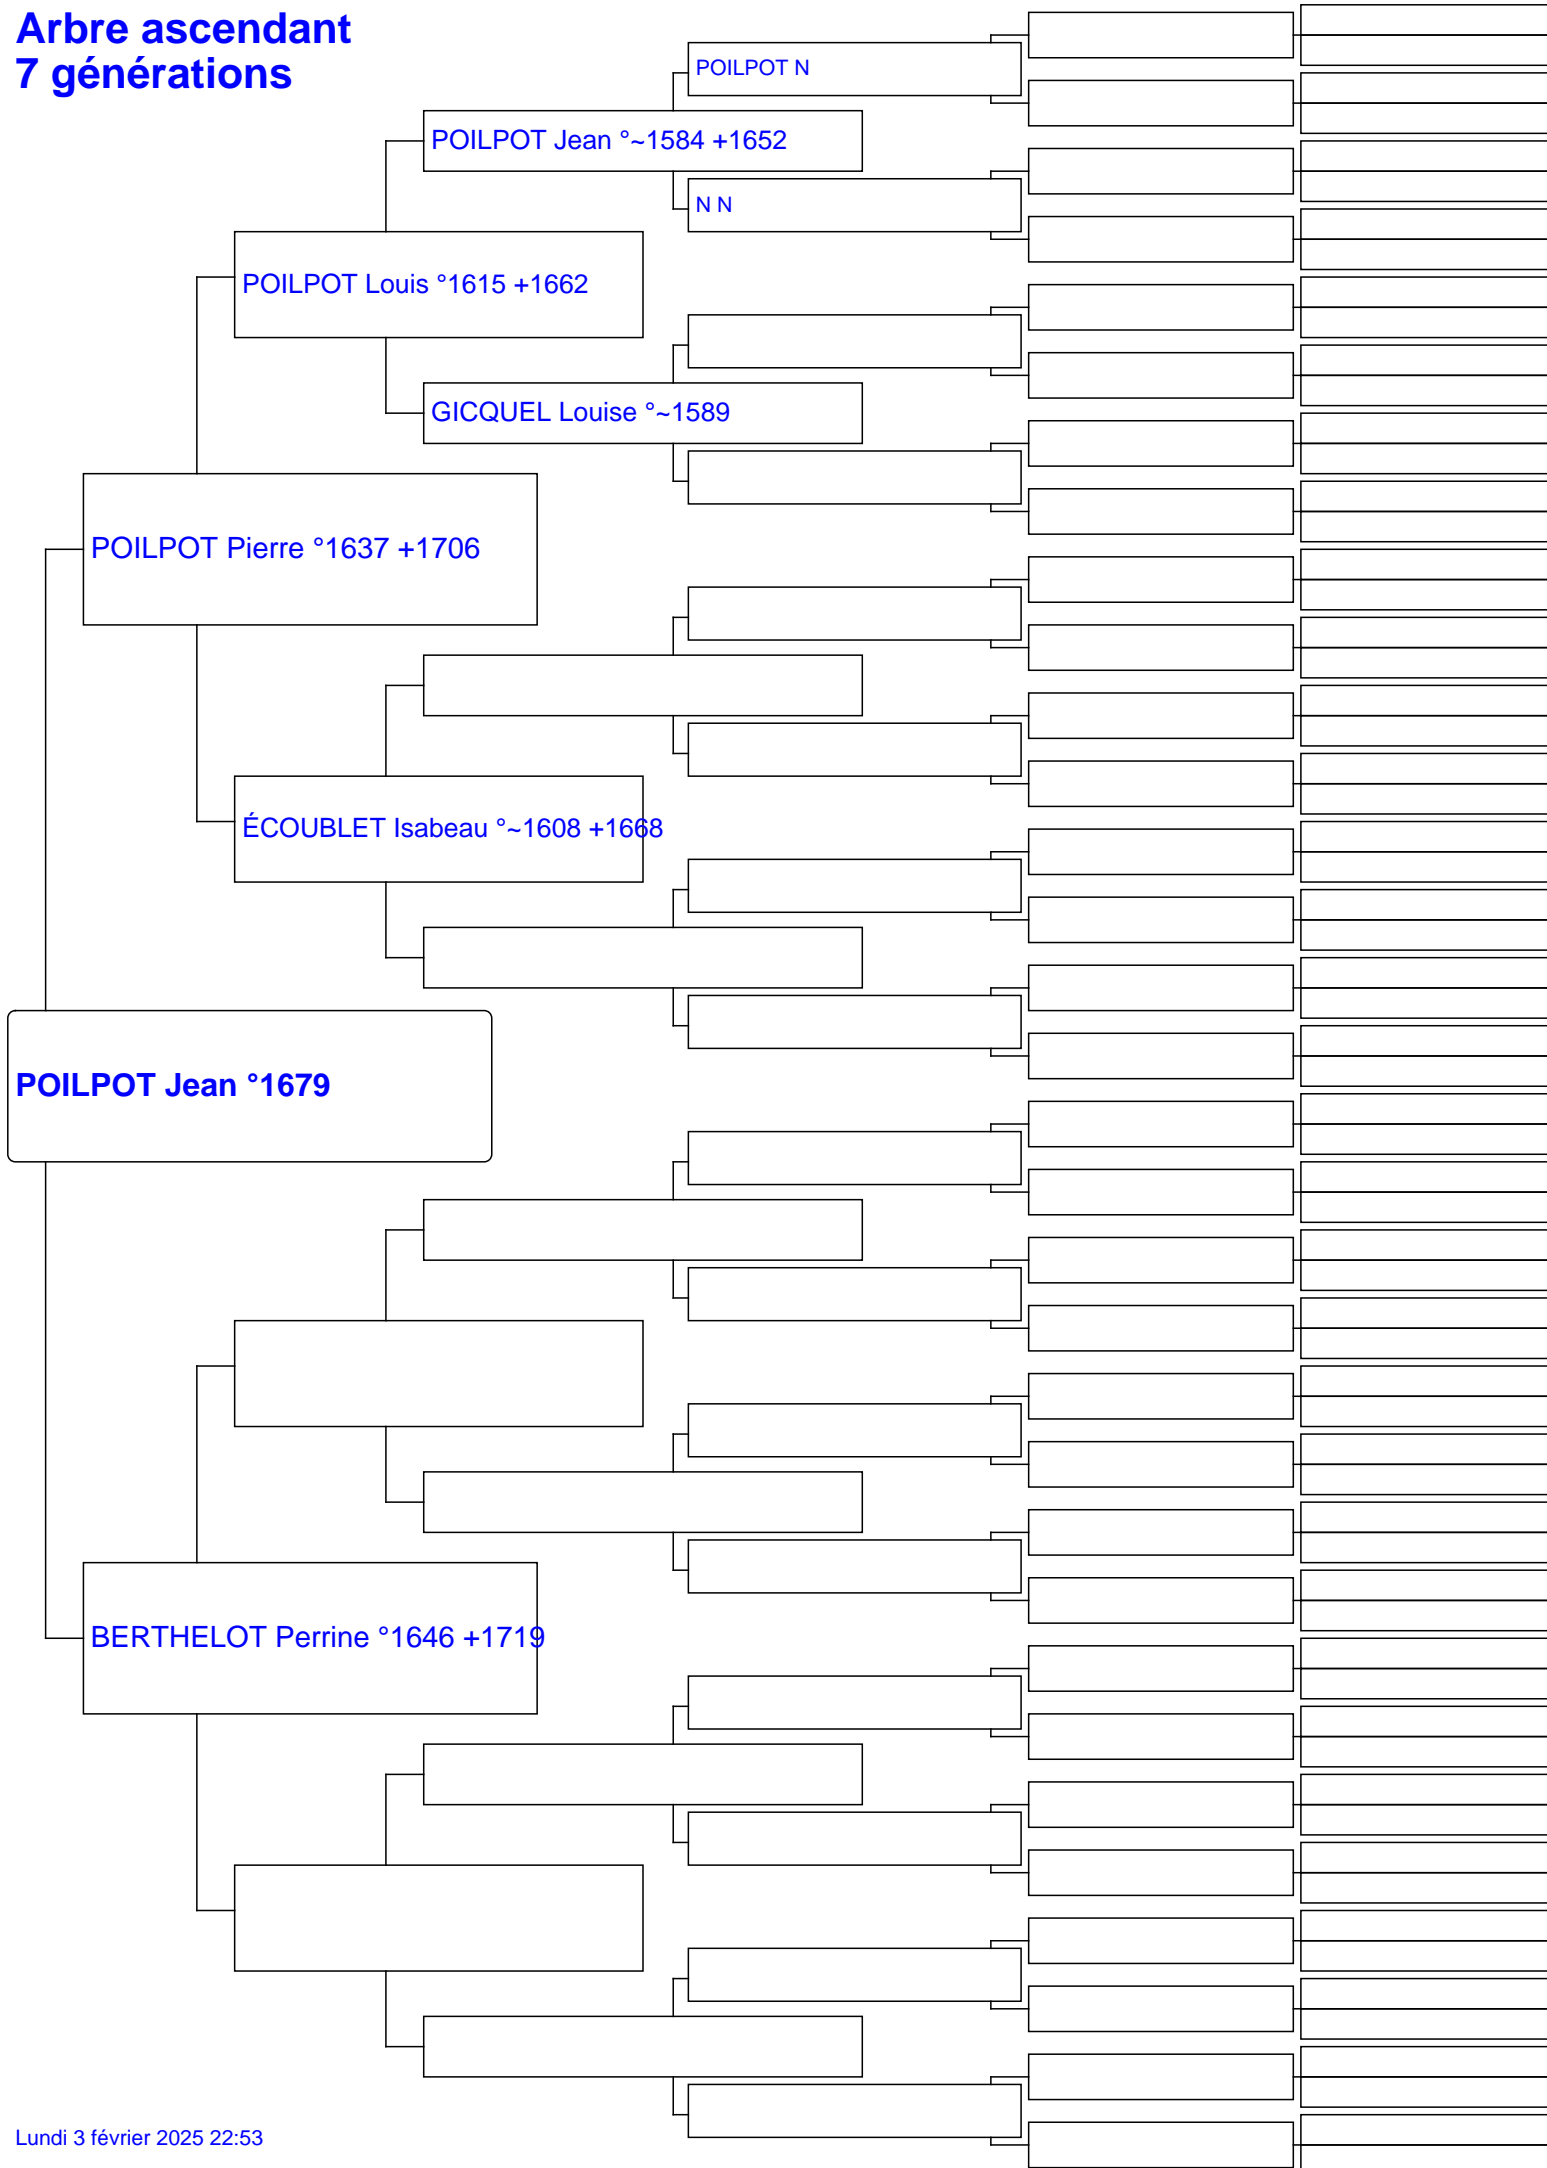 Arbre ascendant
7 générations
POILPOT N
POILPOT Jean °~1584 +1652
N N
POILPOT Louis °1615 +1662
GICQUEL Louise °~1589
POILPOT Pierre °1637 +1706
ÉCOUBLET Isabeau °~1608 +1668
POILPOT Jean °1679
BERTHELOT Perrine °1646 +1719
Lundi 3 février 2025 22:53